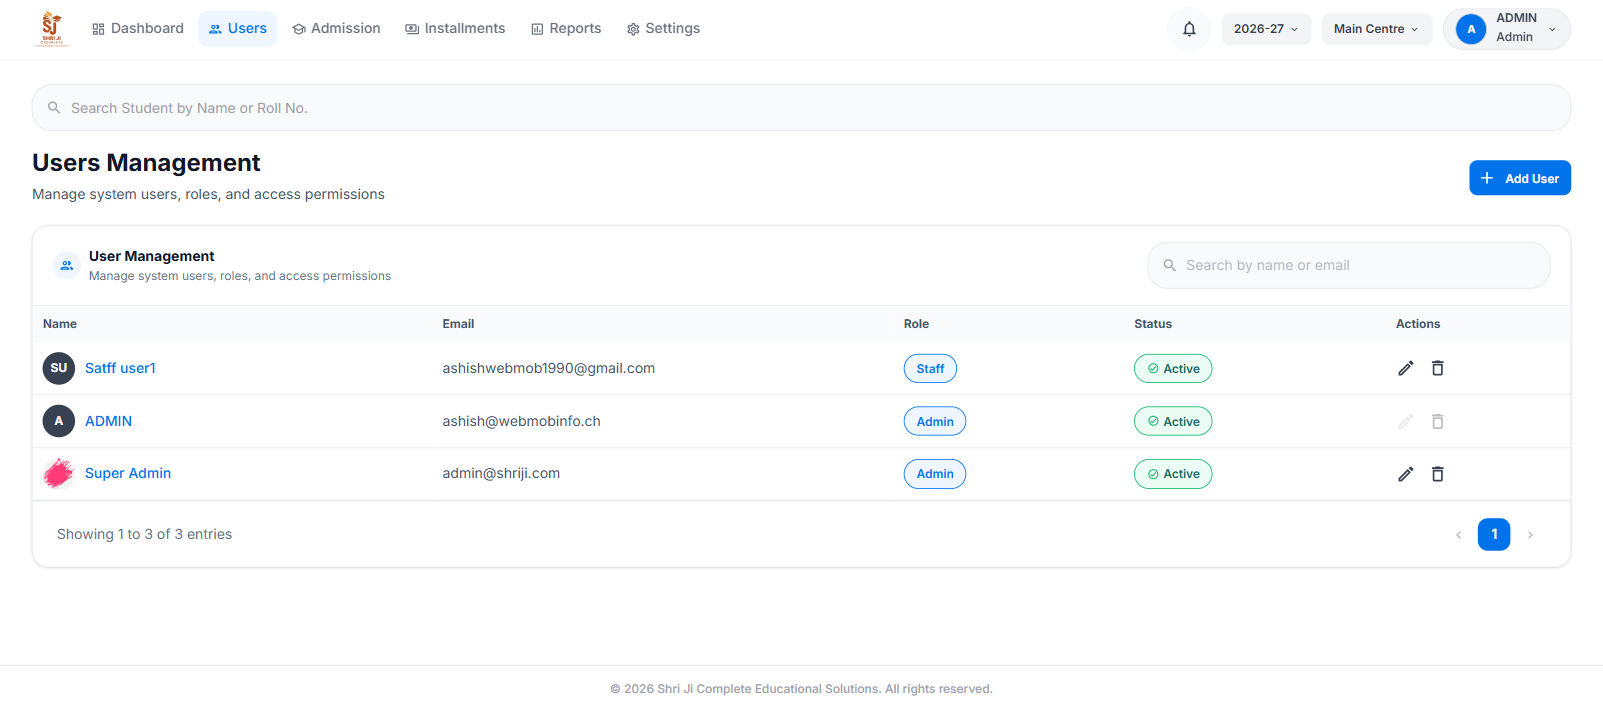 SJ
SHRI JI
COMPLETE
Dashboard
Users
Admission
Installments
Reports
Settings
2026-27
Main Centre
A
ADMIN
Admin
Search Student by Name or Roll No.
Users Management
Manage system users, roles, and access permissions
Add User
User Management
Manage system users, roles, and access permissions
Search by name or email
Name Email Role Status Actions
SU Satff user1 ashishwebmob1990@gmail.com Staff Active
A ADMIN ashish@webmobinfo.ch Admin Active
Super Admin admin@shriji.com Admin Active
Showing 1 to 3 of 3 entries
1
© 2026 Shri Ji Complete Educational Solutions. All rights reserved.